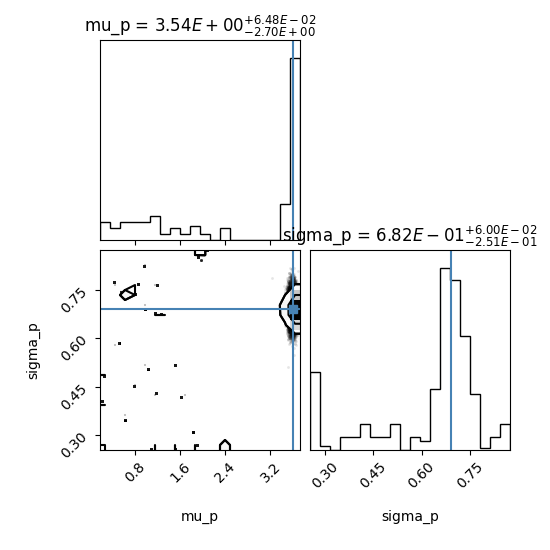 mu_p = 3.54E + 00+6.48E − 02
−2.70E + 00
sigma_p = 6.82E − 01+6.00E − 02
−2.51E − 01
0.75
0.60
0.45
0.30
sigma_p
0.8 1.6 2.4 3.2
mu_p
0.30 0.45 0.60 0.75
sigma_p